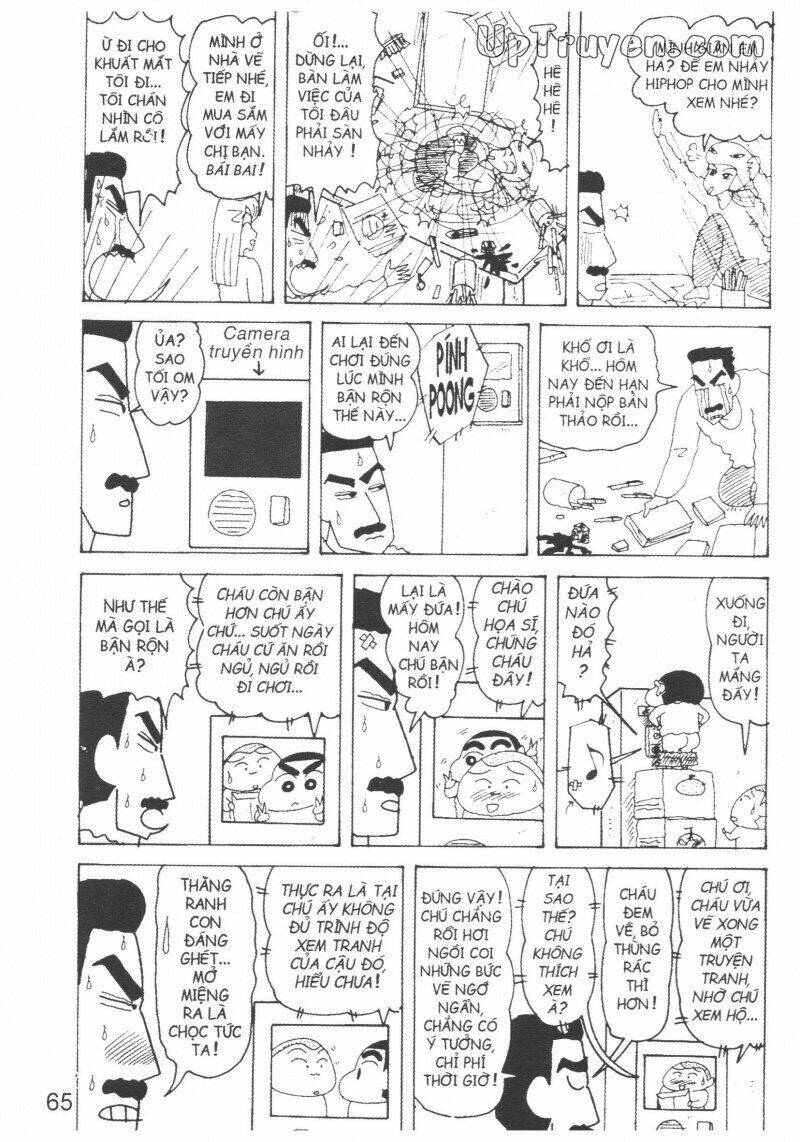 UpTruyen.com
MÌNH GIẬN EM
HẢ? ĐỂ EM NHẢY
HIPHOP CHO MÌNH
XEM NHÉ?
HÊ
HÊ
HÊ!
ỐI!...
DỪNG LẠI,
BÀN LÀM
VIỆC CỦA
TÔI ĐÂU
PHẢI SÀN
NHẢY!
MÌNH Ở
NHÀ VẼ
TIẾP NHÉ,
EM ĐI
MUA SẮM
VỚI MẤY
CHỊ BẠN.
BÁI BAI!
Ừ ĐI CHO
KHUẤT MẮT
TÔI ĐI...
TÔI CHÁN
NHÌN CÔ
LẮM RỒI!
KHỔ ƠI LÀ
KHỔ... HÔM
NAY ĐẾN HẠN
PHẢI NỘP BẢN
THẢO RỒI...
PÍNH
POONG
AI LẠI ĐẾN
CHƠI ĐÚNG
LÚC MÌNH
BẬN RỘN
THẾ NÀY...
Camera
truyền hình
ỦA?
SAO
TỐI OM
VẬY?
XUỐNG
ĐI,
NGƯỜI
TA
MẮNG
ĐẤY!
ĐỨA
NÀO
ĐÓ
HẢ
?
CHÀO
CHÚ
HỌA SĨ,
CHÚNG
CHÁU
ĐÂY!
LẠI LÀ
MẤY ĐỨA!
HÔM
NAY
CHÚ BẬN
RỒI!
CHÁU CÒN BẬN
HƠN CHÚ ẤY
CHỨ... SUỐT NGÀY
CHÁU CỨ ĂN RỒI
NGỦ, NGỦ RỒI
ĐI CHƠI...
NHƯ THẾ
MÀ GỌI LÀ
BẬN RỘN
À?
CHÚ ƠI,
CHÁU VỪA
VẼ XONG
MỘT
TRUYỆN
TRANH,
NHỜ CHÚ
XEM HỘ...
CHÁU
ĐEM
VỀ, BỎ
THÙNG
RÁC
THÌ
HƠN!
TẠI
SAO
THẾ? CHÚ
KHÔNG
THÍCH
XEM
À?
ĐÚNG VẬY!
CHÚ CHẲNG
RỖI HƠI
NGỒI COI
NHỮNG BỨC
VẼ NGỚ
NGẨN,
CHẲNG CÓ
Ý TƯỞNG,
CHỈ PHÍ
THỜI GIỜ!
THỰC RA LÀ TẠI
CHÚ ẤY KHÔNG
ĐỦ TRÌNH ĐỘ
XEM TRANH
CỦA CẬU ĐÓ,
HIỂU CHƯA!
THẰNG
RANH
CON
ĐÁNG
GHÉT...
MỞ
MIỆNG
RA LÀ
CHỌC TỨC
TA!
65